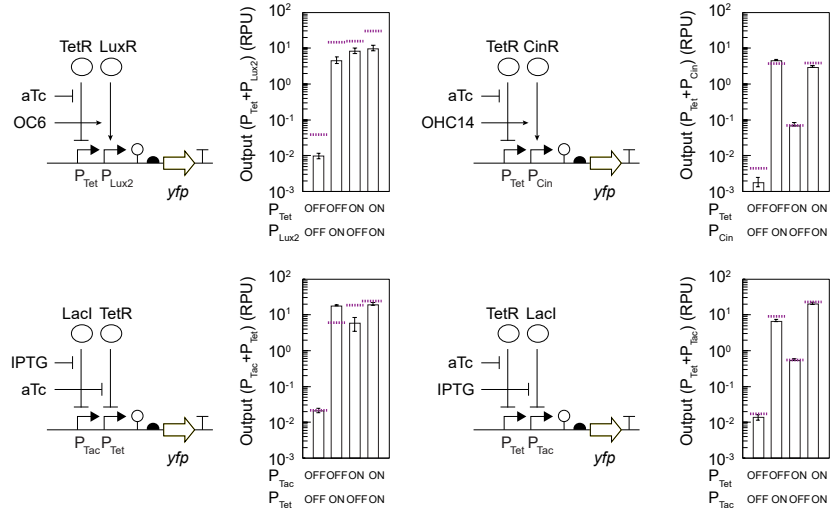 TetR LuxR
aTc
OC6
P_Tet P_Lux2
yfp
Output (P_Tet+P_Lux2) (RPU)
10^2
10^1
10^0
10^-1
10^-2
10^-3
P_Tet OFF OFF ON ON
P_Lux2 OFF ON OFF ON
TetR CinR
aTc
OHC14
P_Tet P_Cin
yfp
Output (P_Tet+P_Cin) (RPU)
10^2
10^1
10^0
10^-1
10^-2
10^-3
P_Tet OFF OFF ON ON
P_Cin OFF ON OFF ON
LacI TetR
IPTG
aTc
P_Tac P_Tet
yfp
Output (P_Tac+P_Tet) (RPU)
10^2
10^1
10^0
10^-1
10^-2
10^-3
P_Tac OFF OFF ON ON
P_Tet OFF ON OFF ON
TetR LacI
aTc
IPTG
P_Tet P_Tac
yfp
Output (P_Tet+P_Tac) (RPU)
10^2
10^1
10^0
10^-1
10^-2
10^-3
P_Tet OFF OFF ON ON
P_Tac OFF ON OFF ON